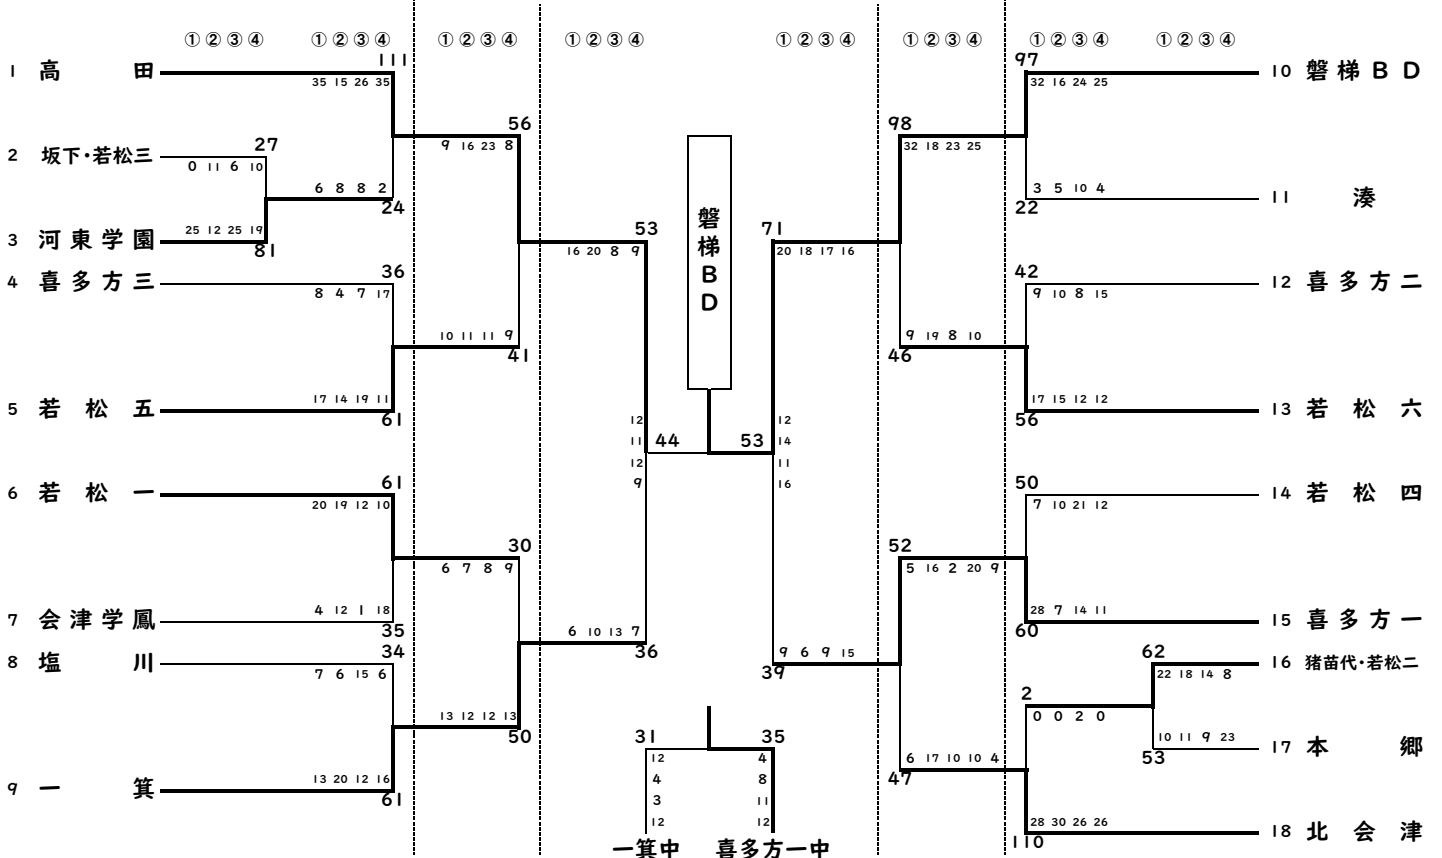 ①②③④ ①②③④ ①②③④ ①②③④ ①②③④ ①②③④ ①②③④ ①②③④
111 97
1 高田 35 15 26 35 32 16 24 25 10 磐梯BD
56 98
27 9 16 23 8 32 18 23 25
2 坂下・若松三 0 11 6 10
6 8 8 2 3 5 10 4 11 湊
24 22
磐梯BD
25 12 25 19 53 71
3 河東学園
81 16 20 8 9 20 18 17 16
36 42
4 喜多方三 8 4 7 17 9 10 8 15 12 喜多方二
10 11 11 9 9 19 8 10
41 46
17 14 19 11 17 15 12 12
5 若松五 13 若松六
61 12 12 56
11 44 53 14
12 11
9 16
61 50
6 若松一 20 19 12 10 7 10 21 12 14 若松四
30 52
6 7 8 9 5 16 2 20 9
4 12 1 18 28 7 14 11
7 会津学鳳 15 喜多方一
35 6 10 13 7 60
34 36 9 6 9 15 62
8 塩川 7 6 15 6 39 22 18 14 8 16 猪苗代・若松二
2
13 12 12 13 0 0 2 0
50 31 35 10 11 9 23 17 本郷
12 4 6 17 10 10 4 53
13 20 12 16 4 8 47
9 一箕
61 3 11
12 12 28 30 26 26 18 北会津
110
一箕中 喜多方一中